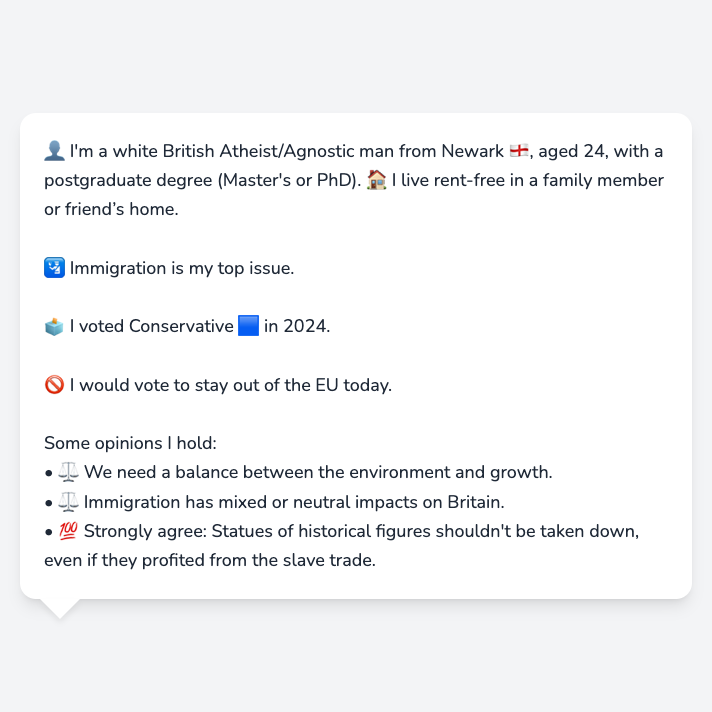 👤 I'm a white British Atheist/Agnostic man from Newark 🏴󠁧󠁢󠁥󠁮󠁧󠁿, aged 24, with a
postgraduate degree (Master's or PhD). 🏠 I live rent-free in a family member
or friend’s home.
🛂 Immigration is my top issue.
🗳️ I voted Conservative 🟦 in 2024.
🚫 I would vote to stay out of the EU today.
Some opinions I hold:
• ⚖️ We need a balance between the environment and growth.
• ⚖️ Immigration has mixed or neutral impacts on Britain.
• 💯 Strongly agree: Statues of historical figures shouldn't be taken down,
even if they profited from the slave trade.